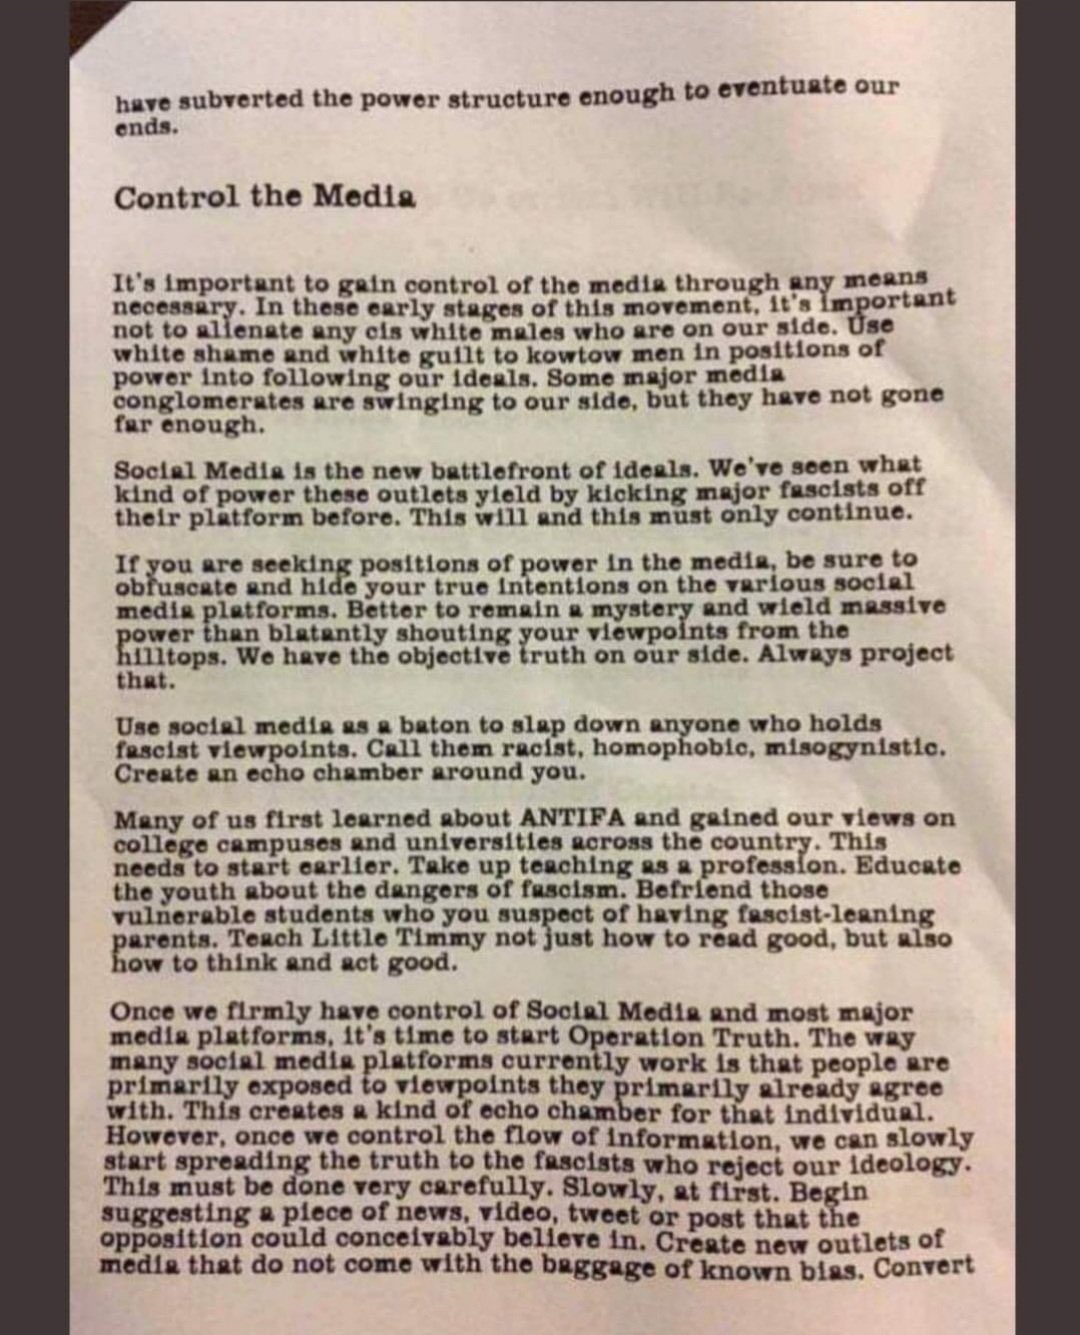 have subverted the power structure enough to eventuate our
ends.
Control the Media
It's important to gain control of the media through any means
necessary. In these early stages of this movement, it's important
not to alienate any cis white males who are on our side. Use
white shame and white guilt to kowtow men in positions of
power into following our ideals. Some major media
conglomerates are swinging to our side, but they have not gone
far enough.
Social Media is the new battlefront of ideals. We've seen what
kind of power these outlets yield by kicking major fascists off
their platform before. This will and this must only continue.
If you are seeking positions of power in the media, be sure to
obfuscate and hide your true intentions on the various social
media platforms. Better to remain a mystery and wield massive
power than blatantly shouting your viewpoints from the
hilltops. We have the objective truth on our side. Always project
that.
Use social media as a baton to slap down anyone who holds
fascist viewpoints. Call them racist, homophobic, misogynistic.
Create an echo chamber around you.
Many of us first learned about ANTIFA and gained our views on
college campuses and universities across the country. This
needs to start earlier. Take up teaching as a profession. Educate
the youth about the dangers of fascism. Befriend those
vulnerable students who you suspect of having fascist-leaning
parents. Teach Little Timmy not just how to read good, but also
how to think and act good.
Once we firmly have control of Social Media and most major
media platforms, it's time to start Operation Truth. The way
many social media platforms currently work is that people are
primarily exposed to viewpoints they primarily already agree
with. This creates a kind of echo chamber for that individual.
However, once we control the flow of information, we can slowly
start spreading the truth to the fascists who reject our ideology.
This must be done very carefully. Slowly, at first. Begin
suggesting a piece of news, video, tweet or post that the
opposition could conceivably believe in. Create new outlets of
media that do not come with the baggage of known bias. Convert